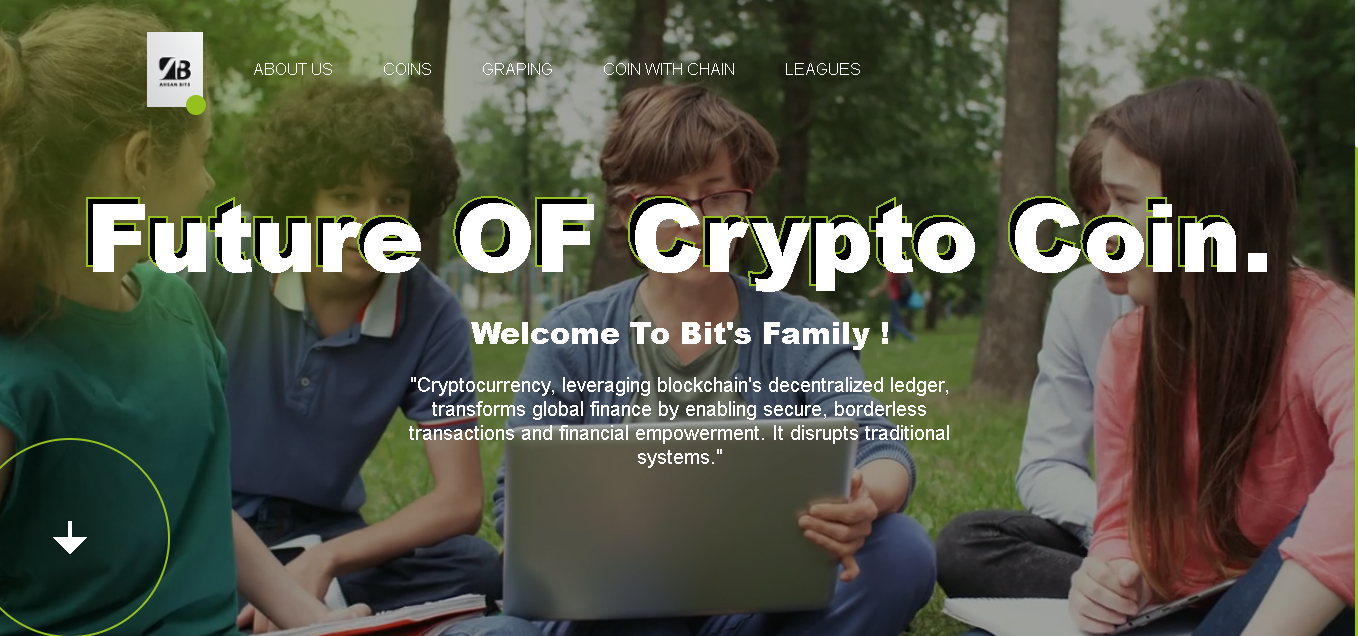 AHSAN BITS
ABOUT US
COINS
GRAPING
COIN WITH CHAIN
LEAGUES
Future OF Crypto Coin.
Welcome To Bit's Family !
"Cryptocurrency, leveraging blockchain's decentralized ledger,
transforms global finance by enabling secure, borderless
transactions and financial empowerment. It disrupts traditional
systems."